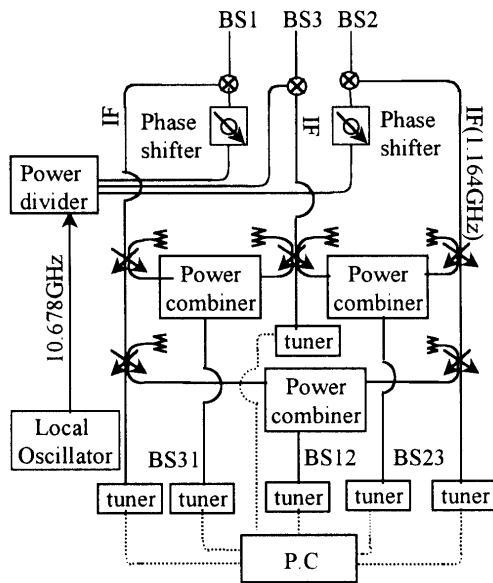 BS1 BS3 BS2
IF
Phase
shifter
IF
Phase
shifter
IF(1.164GHz)
Power
divider
10.678GHz
Power
combiner
Power
combiner
tuner
Power
combiner
Local
Oscillator
BS31 BS12 BS23
tuner tuner tuner tuner tuner
P.C